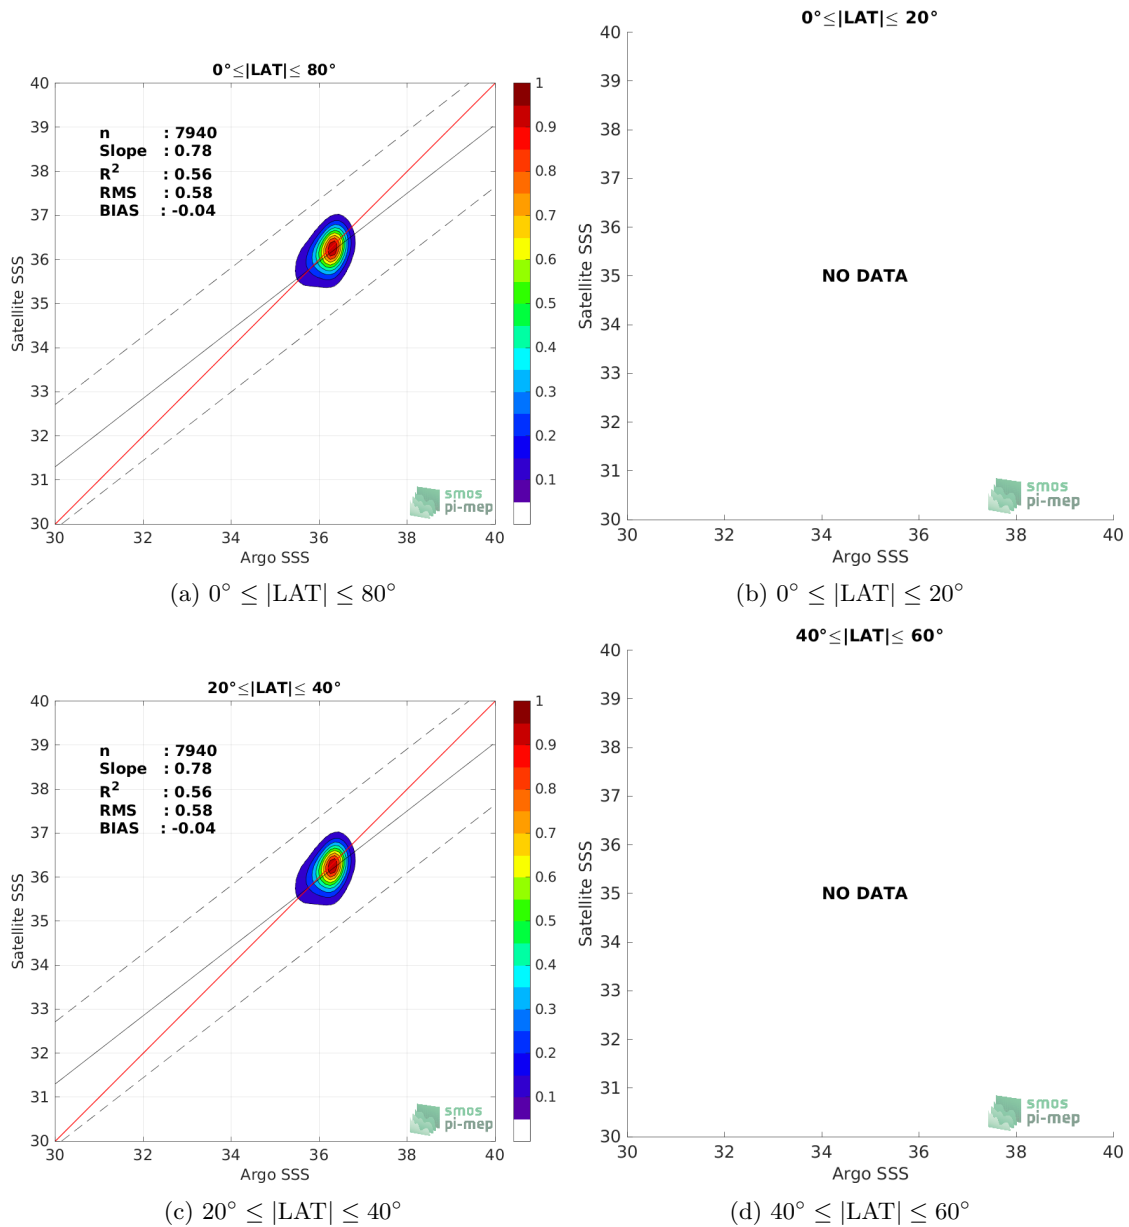 0°≤|LAT|≤ 80°
40
39
38
37
36
35
34
33
32
31
30
Satellite SSS
n : 7940
Slope : 0.78
R² : 0.56
RMS : 0.58
BIAS : -0.04
smos
pi-mep
30 32 34 36 38 40
Argo SSS
1
0.9
0.8
0.7
0.6
0.5
0.4
0.3
0.2
0.1
(a) 0° ≤ |LAT| ≤ 80°
0°≤|LAT|≤ 20°
40
39
38
37
36
35
34
33
32
31
30
Satellite SSS
NO DATA
smos
pi-mep
30 32 34 36 38 40
Argo SSS
(b) 0° ≤ |LAT| ≤ 20°
20°≤|LAT|≤ 40°
40
39
38
37
36
35
34
33
32
31
30
Satellite SSS
n : 7940
Slope : 0.78
R² : 0.56
RMS : 0.58
BIAS : -0.04
smos
pi-mep
30 32 34 36 38 40
Argo SSS
1
0.9
0.8
0.7
0.6
0.5
0.4
0.3
0.2
0.1
(c) 20° ≤ |LAT| ≤ 40°
40°≤|LAT|≤ 60°
40
39
38
37
36
35
34
33
32
31
30
Satellite SSS
NO DATA
smos
pi-mep
30 32 34 36 38 40
Argo SSS
(d) 40° ≤ |LAT| ≤ 60°